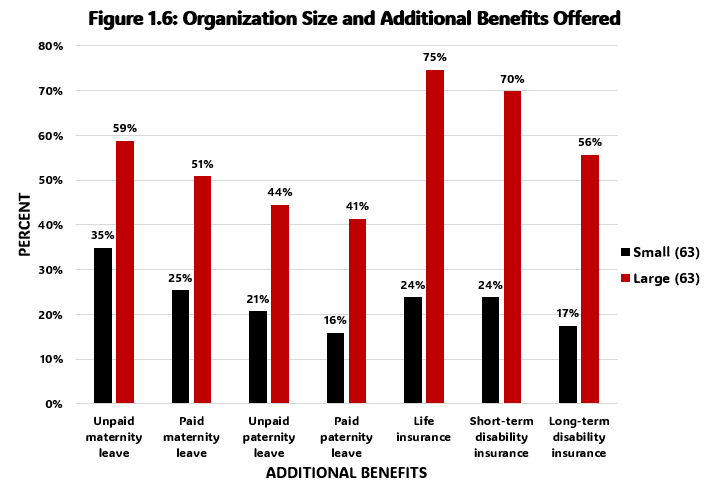 Figure 1.6: Organization Size and Additional Benefits Offered
80%
70%
60%
50%
40%
30%
20%
10%
0%
PERCENT
35%
59%
25%
51%
21%
44%
16%
41%
24%
75%
24%
70%
17%
56%
Unpaid
maternity
leave
Paid
maternity
leave
Unpaid
paternity
leave
Paid
paternity
leave
Life
insurance
Short-term
disability
insurance
Long-term
disability
insurance
ADDITIONAL BENEFITS
Small (63)
Large (63)